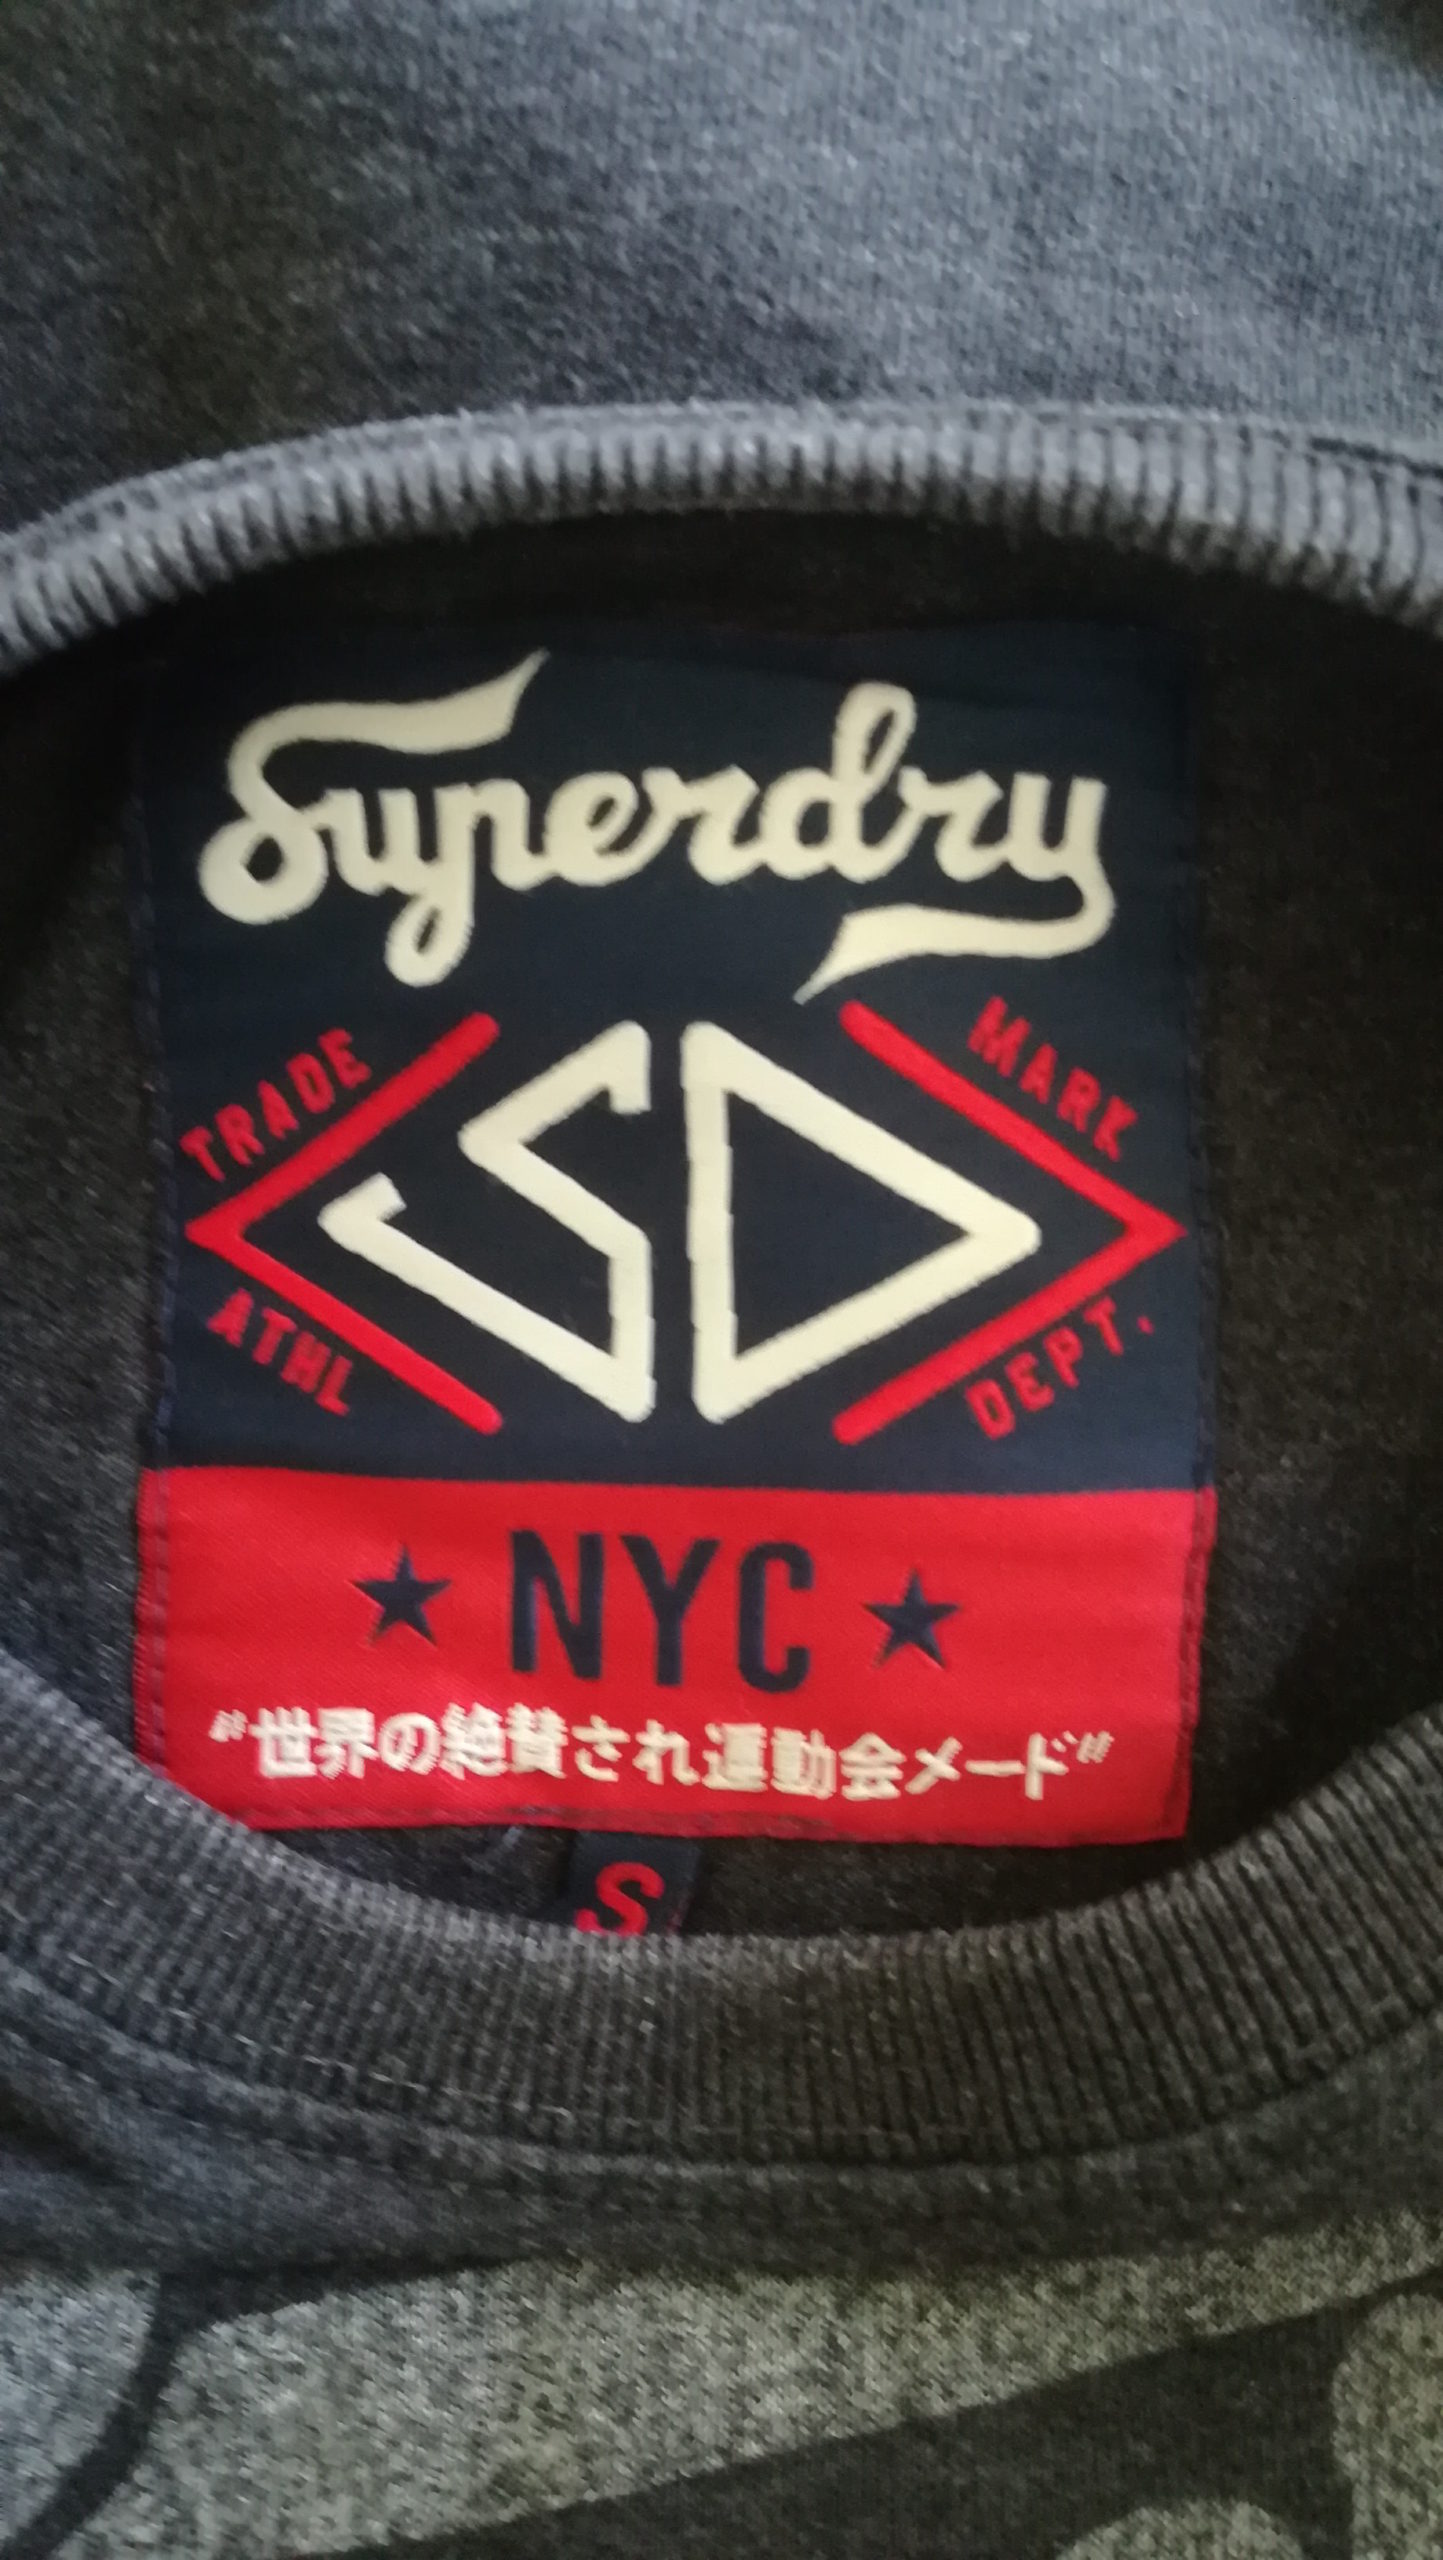 Superdry
TRADE MARK
SD
ATHL DEPT.
★ NYC ★
“世界の絶賛され運動会メード”
S